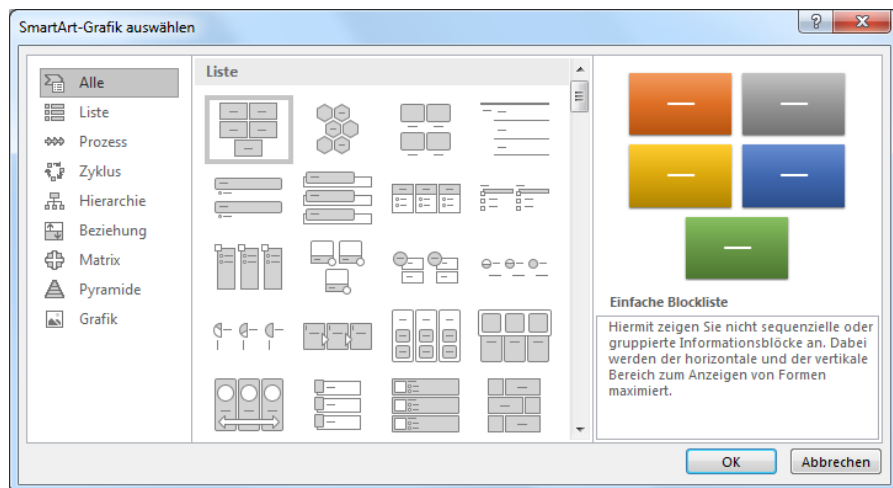 SmartArt-Grafik auswählen
Alle
Liste
Prozess
Zyklus
Hierarchie
Beziehung
Matrix
Pyramide
Grafik
Liste
Einfache Blockliste
Hiermit zeigen Sie nicht sequenzielle oder
gruppierte Informationsblöcke an. Dabei
werden der horizontale und der vertikale
Bereich zum Anzeigen von Formen
maximiert.
OK
Abbrechen